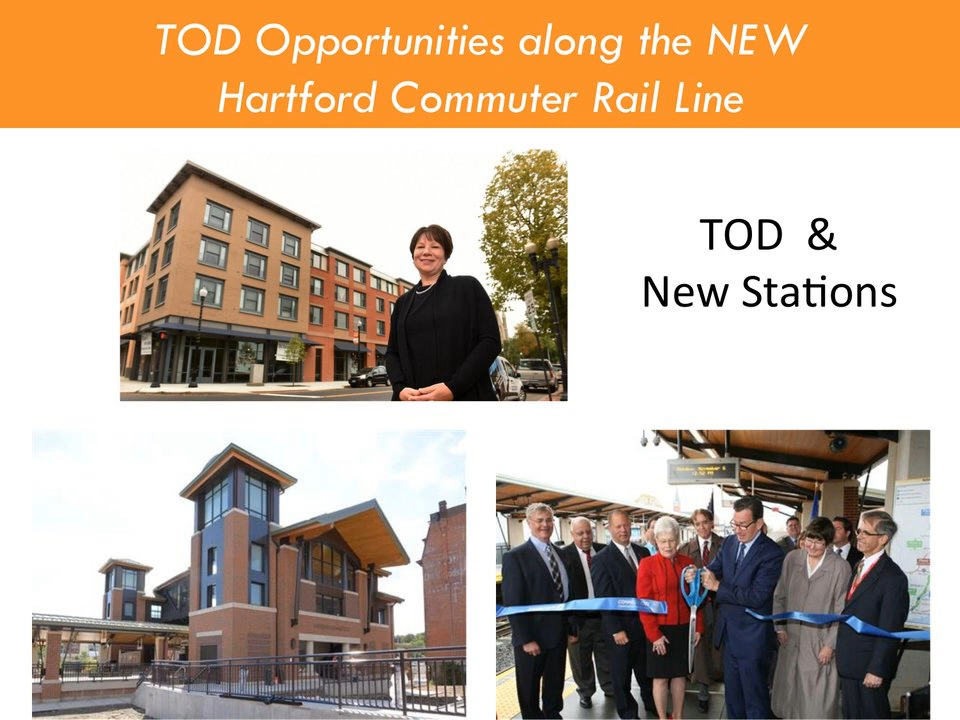 TOD Opportunities along the NEW
Hartford Commuter Rail Line
TOD &
New Stations